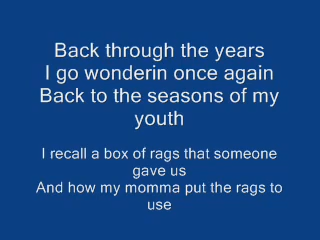 Back through the years
I go wonderin once again
Back to the seasons of my
youth
I recall a box of rags that someone
gave us
And how my momma put the rags to
use